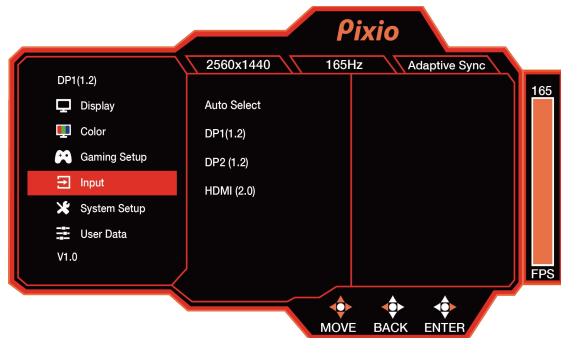 Pixio
2560x1440 165Hz Adaptive Sync
DP1(1.2)
Display
Color
Gaming Setup
Input
System Setup
User Data
V1.0
Auto Select
DP1(1.2)
DP2 (1.2)
HDMI (2.0)
165
FPS
MOVE BACK ENTER